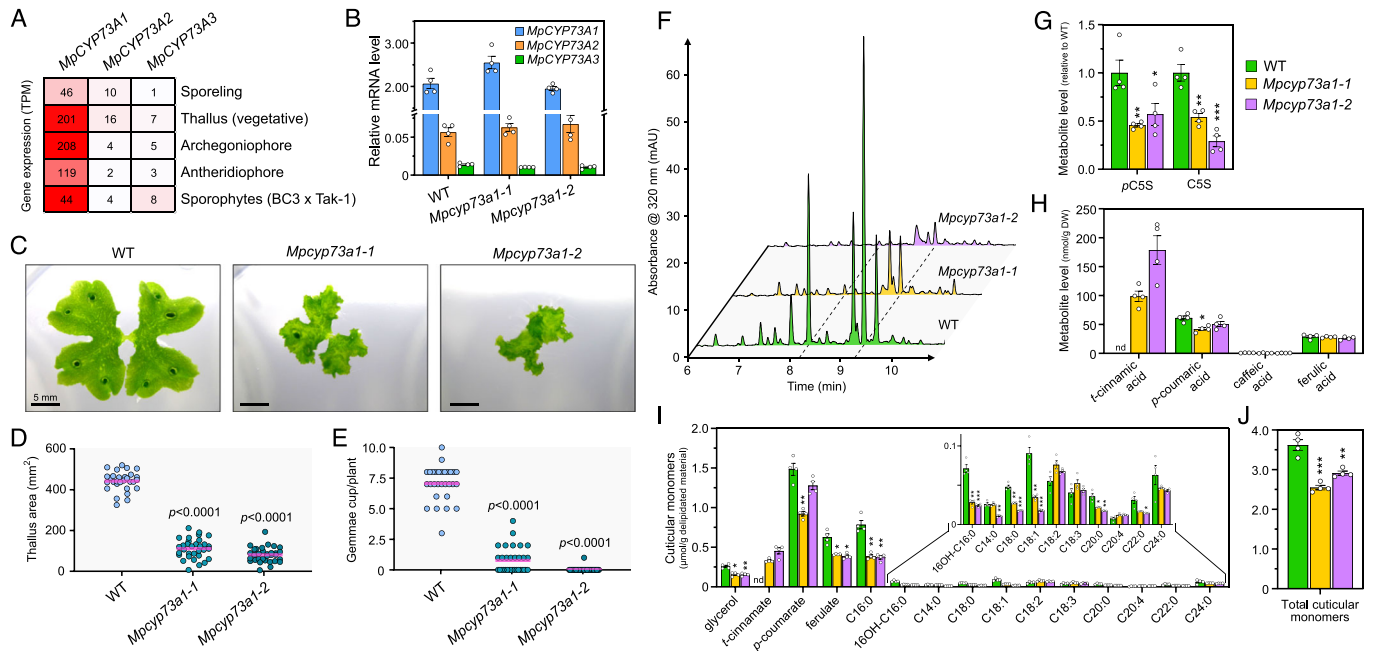 A
MpCYP73A1
MpCYP73A2
MpCYP73A3
Gene expression (TPM)
46 10 1 Sporeling
201 16 7 Thallus (vegetative)
208 4 5 Archegoniophore
119 2 3 Antheridiophore
44 4 8 Sporophytes (BC3 x Tak-1)
B
Relative mRNA level
3.00
2.00
0.05
0
MpCYP73A1
MpCYP73A2
MpCYP73A3
WT
Mpcyp73a1-1
Mpcyp73a1-2
C
WT
Mpcyp73a1-1
Mpcyp73a1-2
5 mm
D
Thallus area (mm²)
600
400
200
0
p<0.0001
p<0.0001
WT
Mpcyp73a1-1
Mpcyp73a1-2
E
Gemmae cup/plant
10.0
7.5
5.0
2.5
0
p<0.0001
p<0.0001
WT
Mpcyp73a1-1
Mpcyp73a1-2
F
Absorbance @ 320 nm (mAU)
60
50
40
30
20
10
0
6 7 8 9 10
Time (min)
Mpcyp73a1-2
Mpcyp73a1-1
WT
G
Metabolite level (relative to WT)
1.5
1.0
0.5
0
**
*
**
***
pC5S
C5S
WT
Mpcyp73a1-1
Mpcyp73a1-2
H
Metabolite level (nmol/g DW)
250
200
150
100
50
0
nd
*
t-cinnamic acid
p-coumaric acid
caffeic acid
ferulic acid
I
Cuticular monomers
(µmol/g delipidated material)
2.0
1.5
1.0
0.5
0
* ** nd ** * * ** **
glycerol
t-cinnamate
p-coumarate
ferulate
C16:0
16OH-C16:0
C14:0
C18:0
C18:1
C18:2
C18:3
C20:0
C20:4
C22:0
C24:0
0.1
0
16OH-C16:0
C14:0
C18:0
C18:1
C18:2
C18:3
C20:0
C20:4
C22:0
C24:0
J
4.0
3.0
2.0
1.0
0
***
**
Total cuticular
monomers